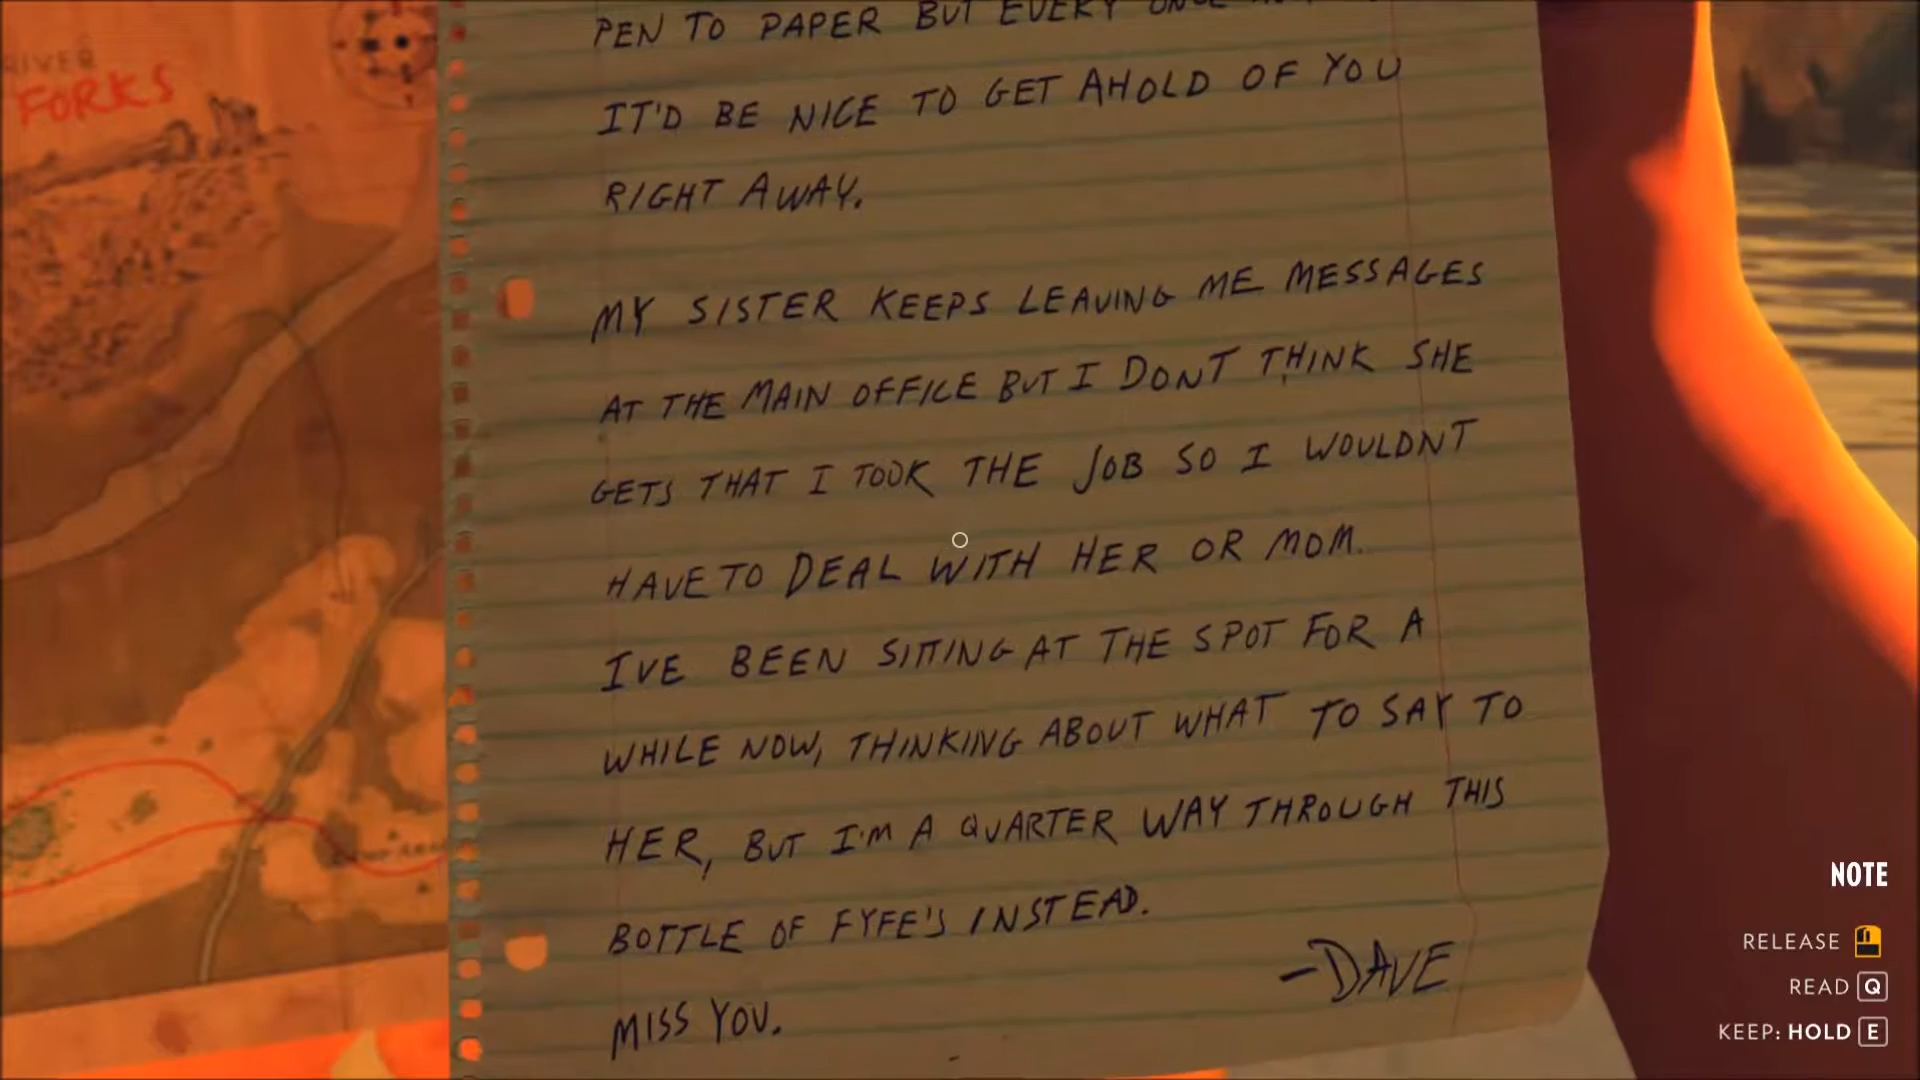 RIVER
FORKS
PEN TO PAPER BUT EVERY ONCE
IT'D BE NICE TO GET AHOLD OF YOU
RIGHT AWAY.
MY SISTER KEEPS LEAVING ME MESSAGES
AT THE MAIN OFFICE BUT I DONT THINK SHE
GETS THAT I TOOK THE JOB SO I WOULDNT
HAVE TO DEAL WITH HER OR MOM.
IVE BEEN SITTING AT THE SPOT FOR A
WHILE NOW, THINKING ABOUT WHAT TO SAY TO
HER, BUT I'M A QUARTER WAY THROUGH THIS
BOTTLE OF FYFE'S INSTEAD.
-DAVE
MISS YOU.
NOTE
RELEASE
READ Q
KEEP: HOLD E